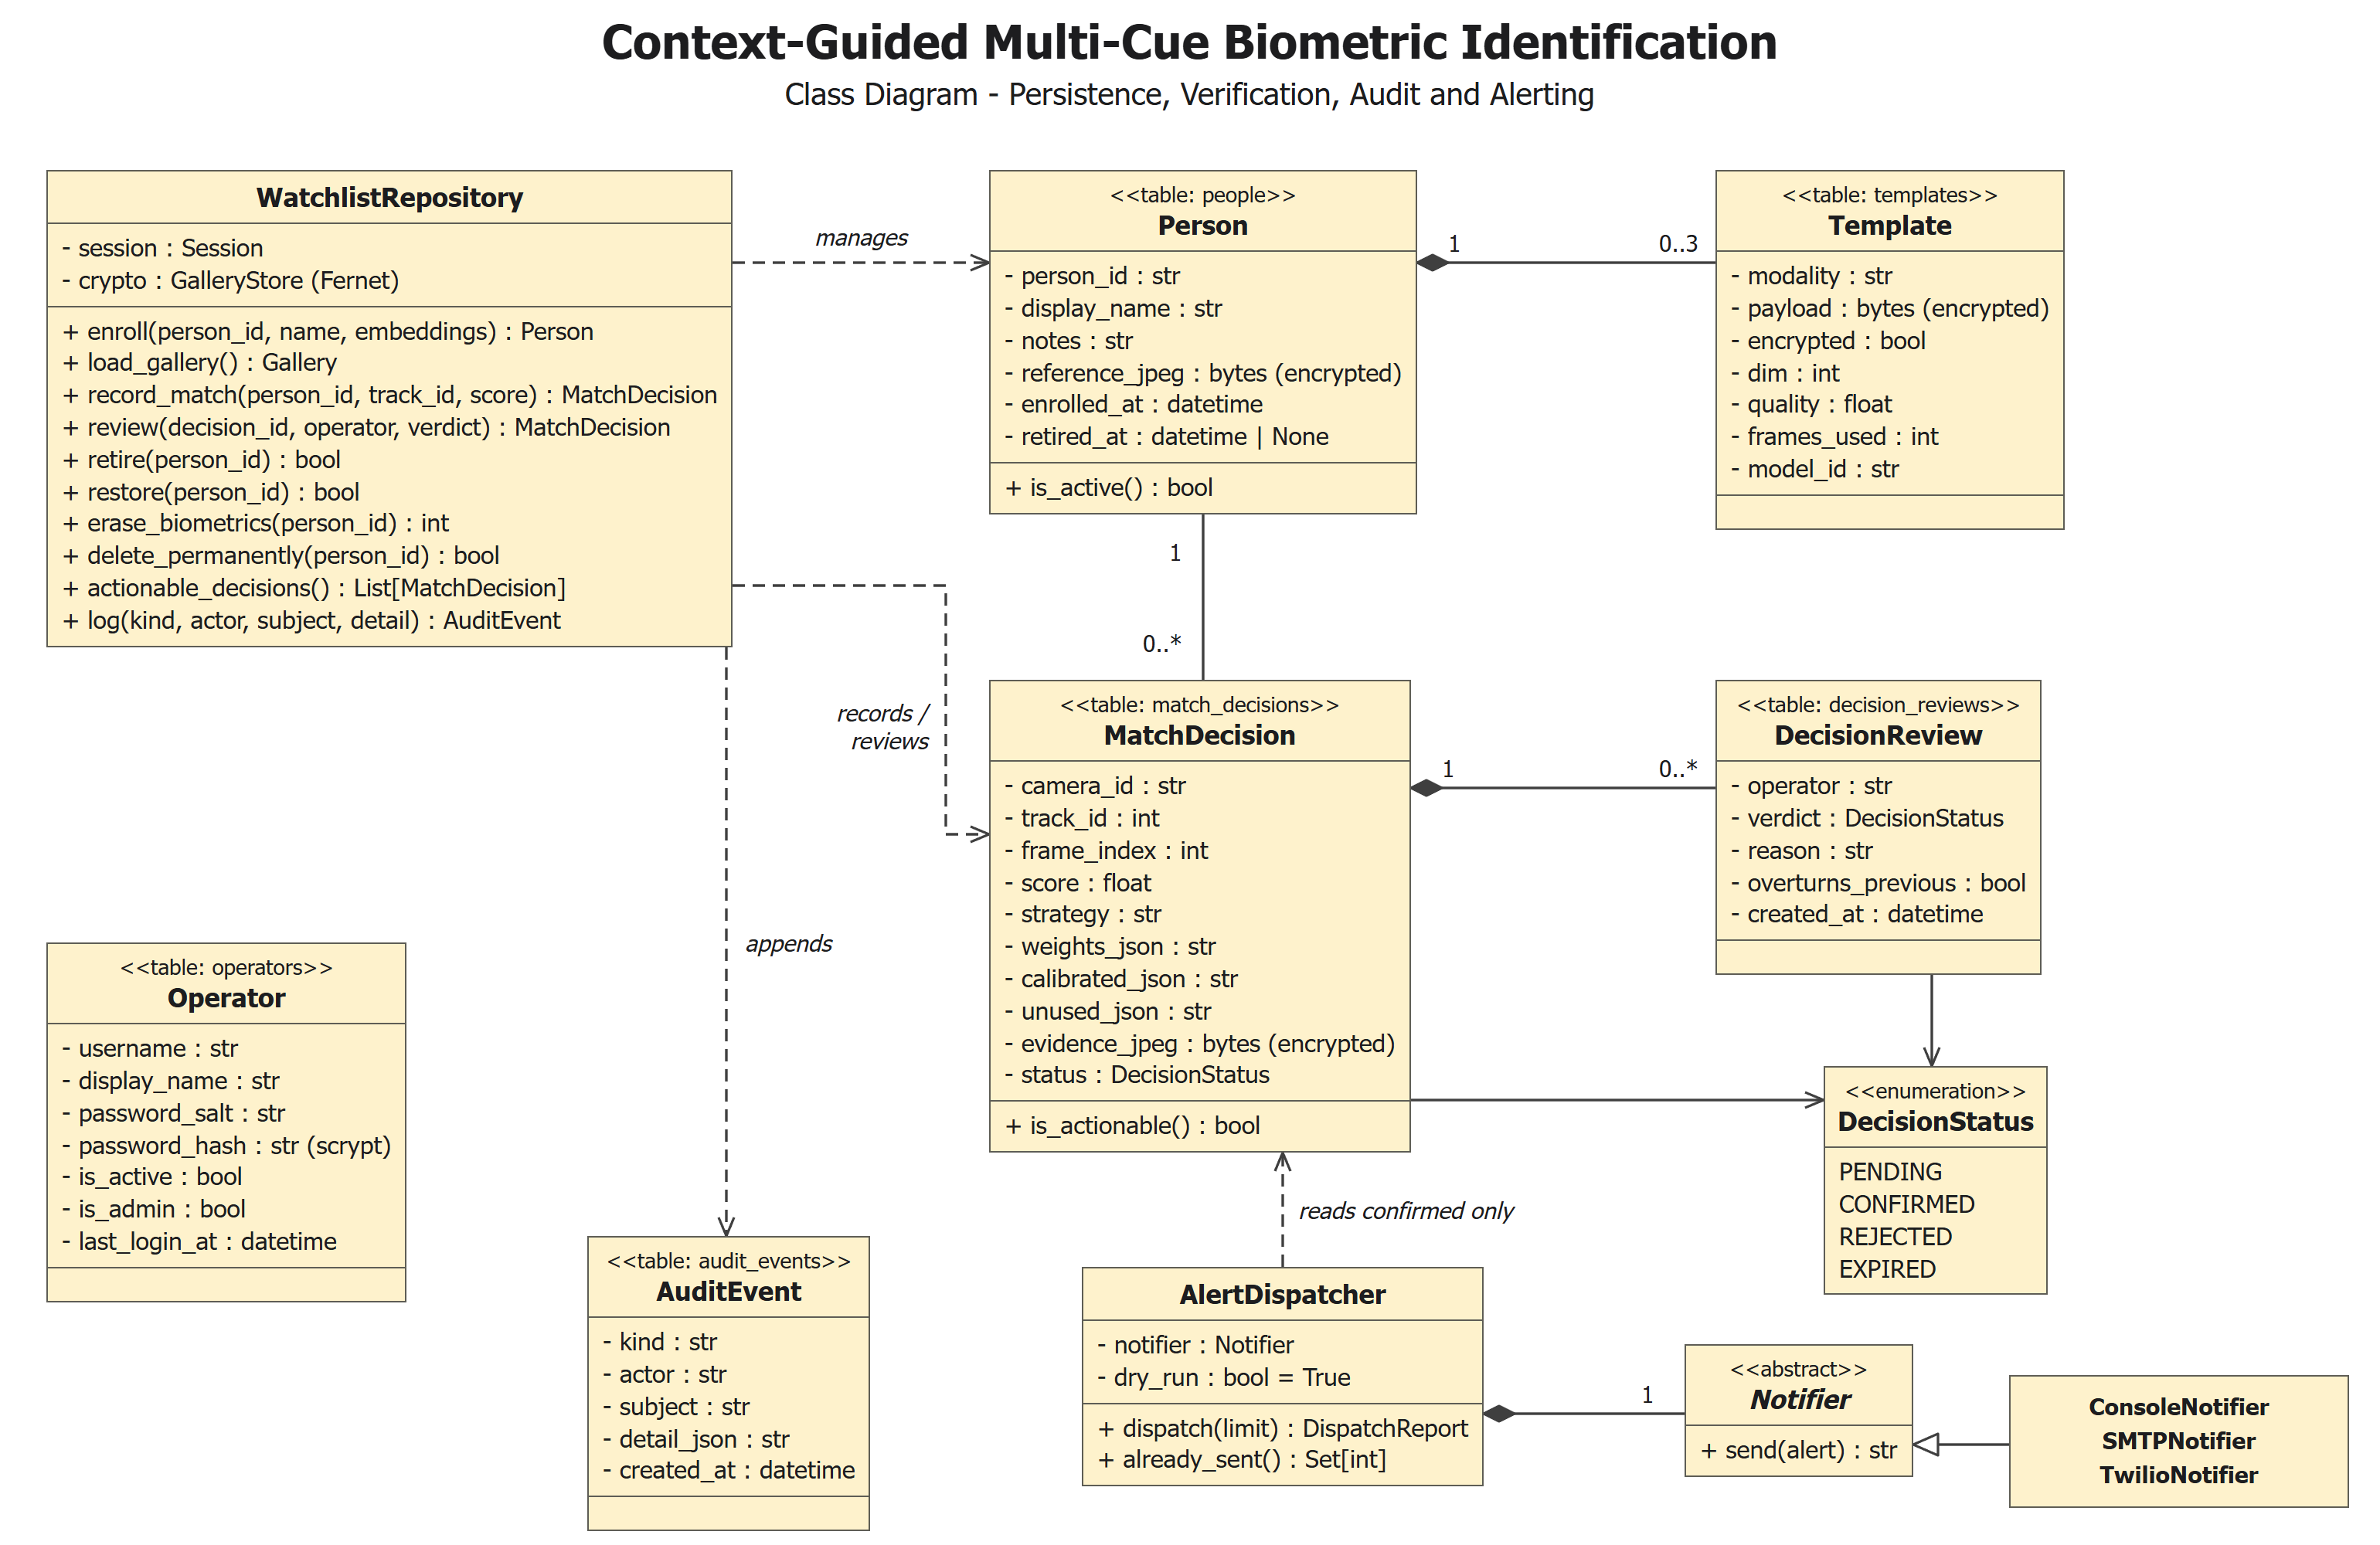 Context-Guided Multi-Cue Biometric Identification
Class Diagram - Persistence, Verification, Audit and Alerting
WatchlistRepository
- session : Session
- crypto : GalleryStore (Fernet)
+ enroll(person_id, name, embeddings) : Person
+ load_gallery() : Gallery
+ record_match(person_id, track_id, score) : MatchDecision
+ review(decision_id, operator, verdict) : MatchDecision
+ retire(person_id) : bool
+ restore(person_id) : bool
+ erase_biometrics(person_id) : int
+ delete_permanently(person_id) : bool
+ actionable_decisions() : List[MatchDecision]
+ log(kind, actor, subject, detail) : AuditEvent
manages
<<table: people>>
Person
- person_id : str
- display_name : str
- notes : str
- reference_jpeg : bytes (encrypted)
- enrolled_at : datetime
- retired_at : datetime | None
+ is_active() : bool
1
0..3
<<table: templates>>
Template
- modality : str
- payload : bytes (encrypted)
- encrypted : bool
- dim : int
- quality : float
- frames_used : int
- model_id : str
1
0..*
records /
reviews
<<table: match_decisions>>
MatchDecision
- camera_id : str
- track_id : int
- frame_index : int
- score : float
- strategy : str
- weights_json : str
- calibrated_json : str
- unused_json : str
- evidence_jpeg : bytes (encrypted)
- status : DecisionStatus
+ is_actionable() : bool
1
0..*
<<table: decision_reviews>>
DecisionReview
- operator : str
- verdict : DecisionStatus
- reason : str
- overturns_previous : bool
- created_at : datetime
appends
<<table: operators>>
Operator
- username : str
- display_name : str
- password_salt : str
- password_hash : str (scrypt)
- is_active : bool
- is_admin : bool
- last_login_at : datetime
<<enumeration>>
DecisionStatus
PENDING
CONFIRMED
REJECTED
EXPIRED
reads confirmed only
<<table: audit_events>>
AuditEvent
- kind : str
- actor : str
- subject : str
- detail_json : str
- created_at : datetime
AlertDispatcher
- notifier : Notifier
- dry_run : bool = True
+ dispatch(limit) : DispatchReport
+ already_sent() : Set[int]
1
<<abstract>>
Notifier
+ send(alert) : str
ConsoleNotifier
SMTPNotifier
TwilioNotifier